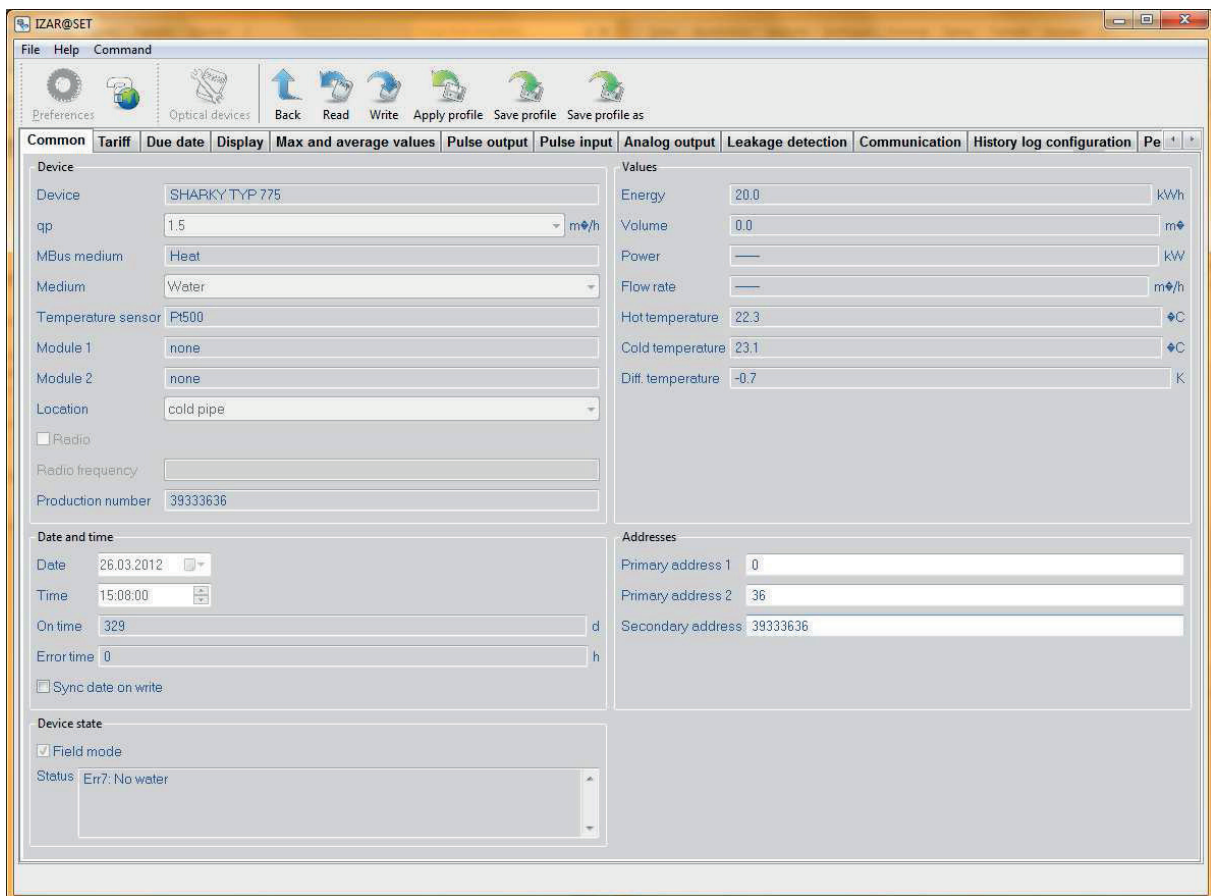 IZAR@SET
File Help Command
Preferences Optical devices Back Read Write Apply profile Save profile Save profile as
Common Tariff Due date Display Max and average values Pulse output Pulse input Analog output Leakage detection Communication History log configuration Pe
Device
Device SHARKY TYP 775
qp 1.5 m�/h
MBus medium Heat
Medium Water
Temperature sensor Pt500
Module 1 none
Module 2 none
Location cold pipe
Radio
Radio frequency
Production number 39333636
Values
Energy 20.0 kWh
Volume 0.0 m�
Power —— kW
Flow rate —— m�/h
Hot temperature 22.3 �C
Cold temperature 23.1 �C
Diff. temperature -0.7 K
Date and time
Date 26.03.2012
Time 15:08:00
On time 329 d
Error time 0 h
Sync date on write
Addresses
Primary address 1 0
Primary address 2 36
Secondary address 39333636
Device state
Field mode
Status Err7: No water